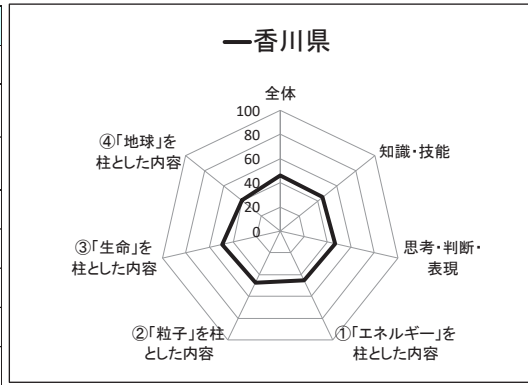 香川県
全体
知識・技能
思考・判断・
表現
①「エネルギー」を
柱とした内容
②「粒子」を柱
とした内容
③「生命」を
柱とした内容
④「地球」を
柱とした内容
100
80
60
40
20
0